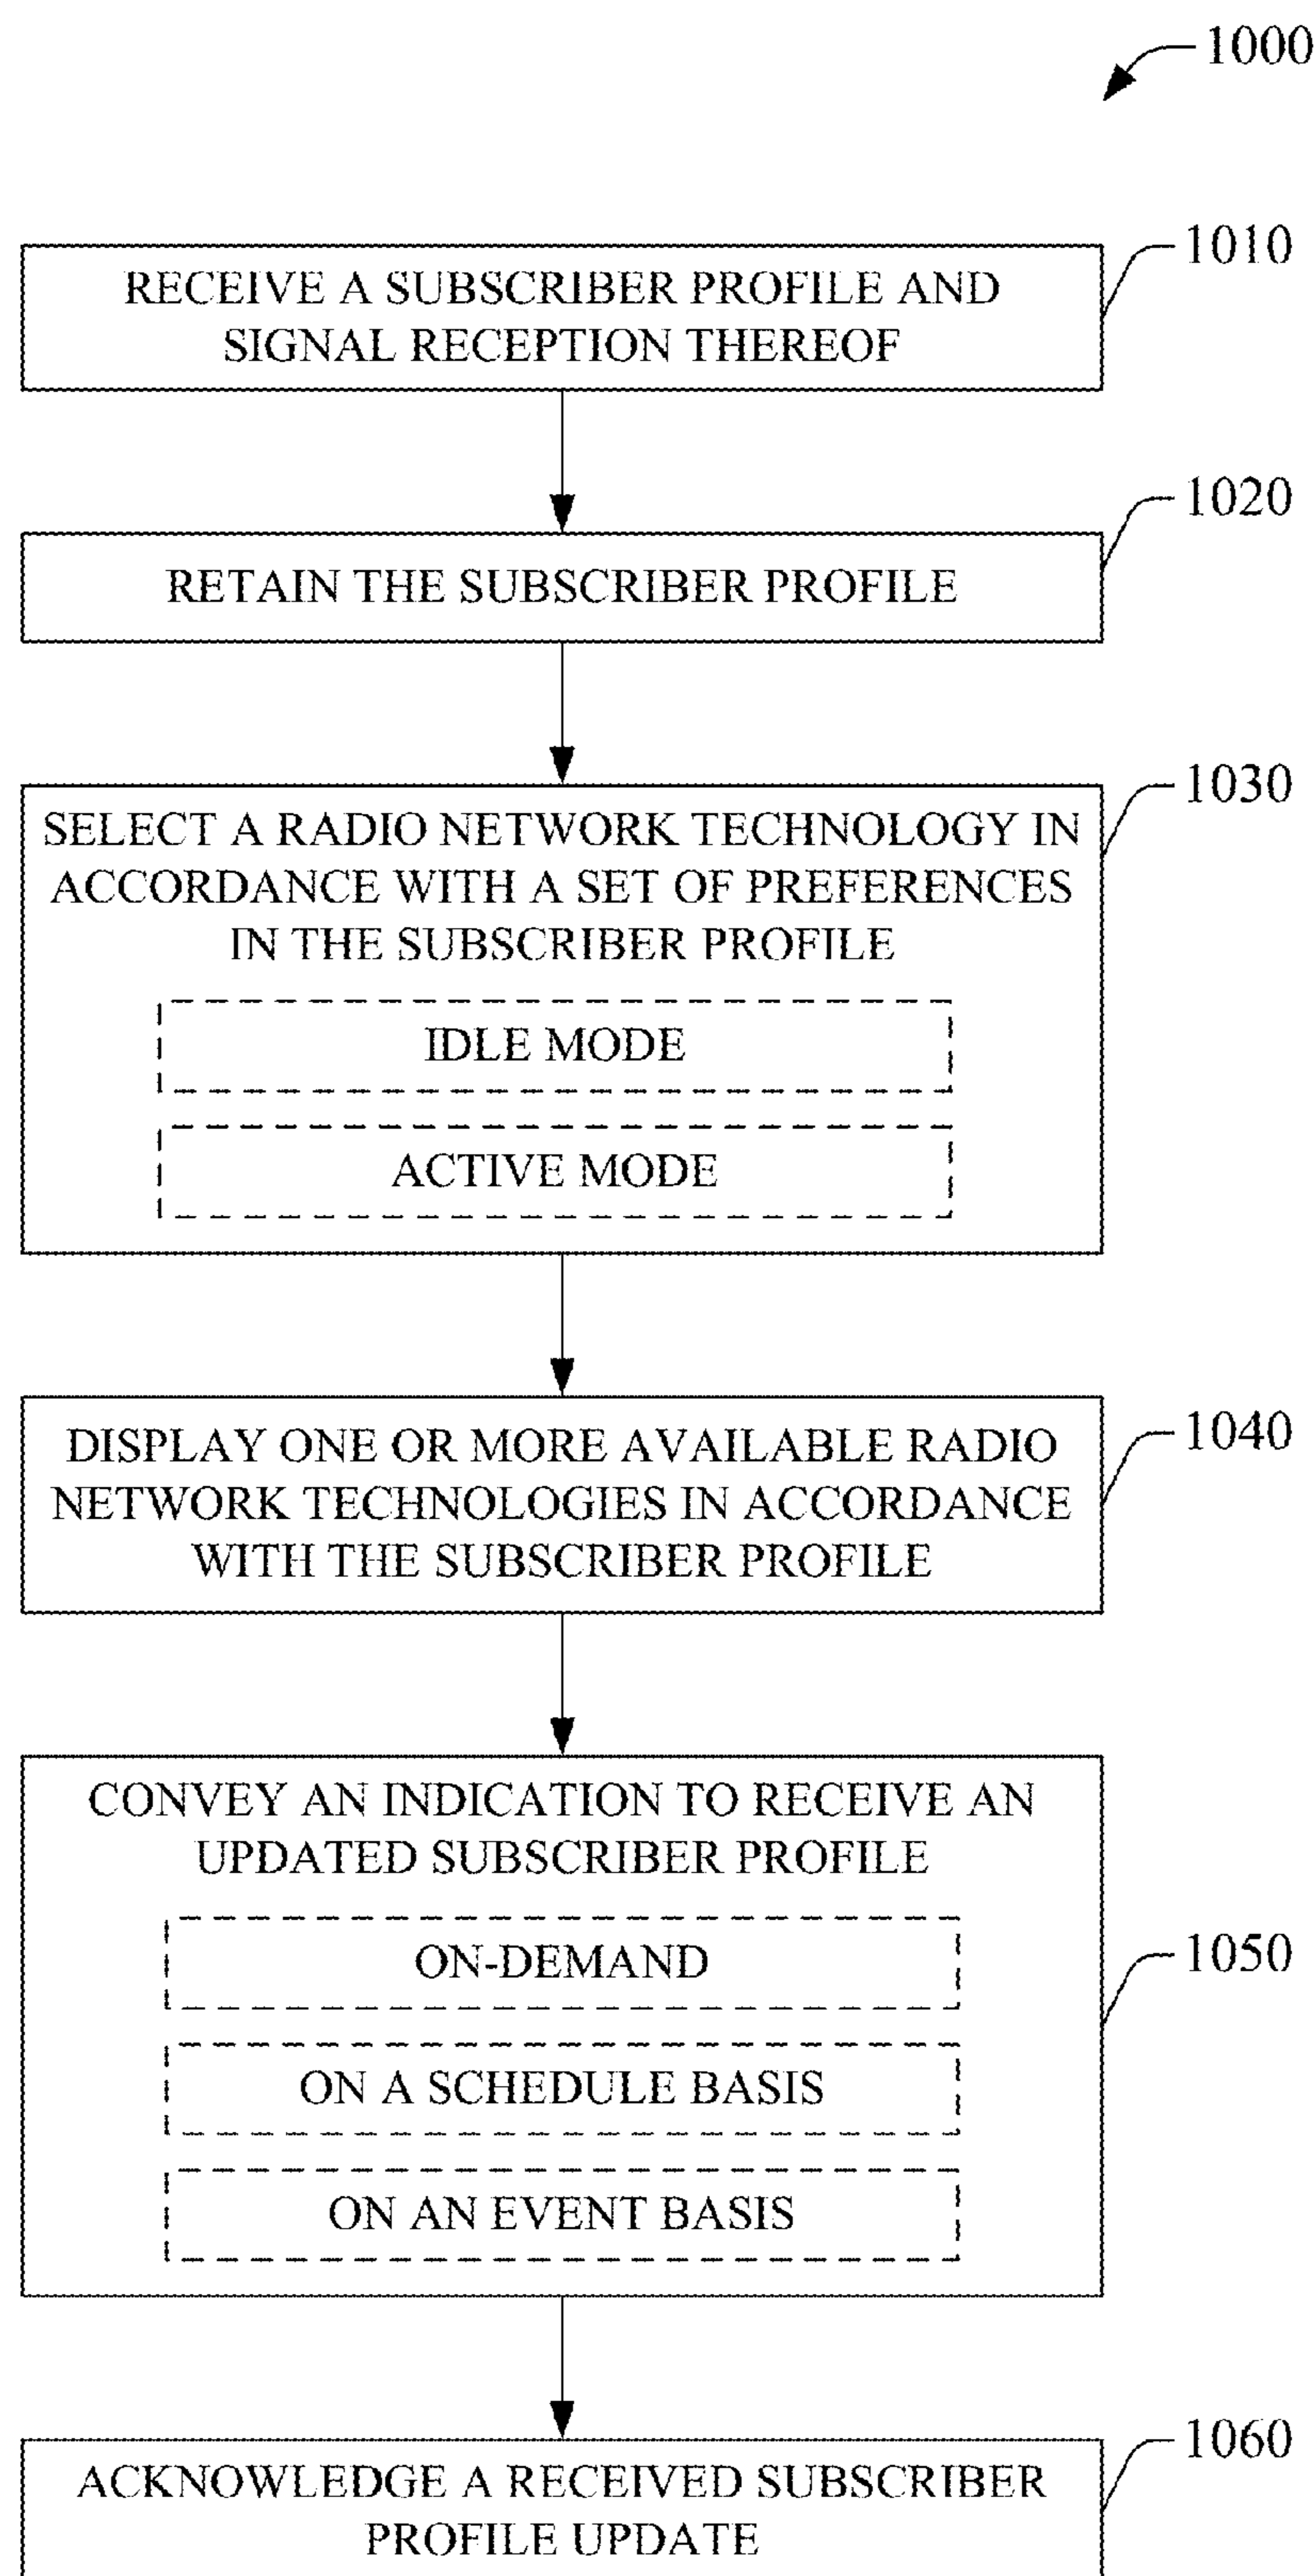 1000
1010
RECEIVE A SUBSCRIBER PROFILE AND
SIGNAL RECEPTION THEREOF
1020
RETAIN THE SUBSCRIBER PROFILE
1030
SELECT A RADIO NETWORK TECHNOLOGY IN
ACCORDANCE WITH A SET OF PREFERENCES
IN THE SUBSCRIBER PROFILE
IDLE MODE
ACTIVE MODE
1040
DISPLAY ONE OR MORE AVAILABLE RADIO
NETWORK TECHNOLOGIES IN ACCORDANCE
WITH THE SUBSCRIBER PROFILE
CONVEY AN INDICATION TO RECEIVE AN
UPDATED SUBSCRIBER PROFILE
1050
ON-DEMAND
ON A SCHEDULE BASIS
ON AN EVENT BASIS
1060
ACKNOWLEDGE A RECEIVED SUBSCRIBER
PROFILE UPDATE